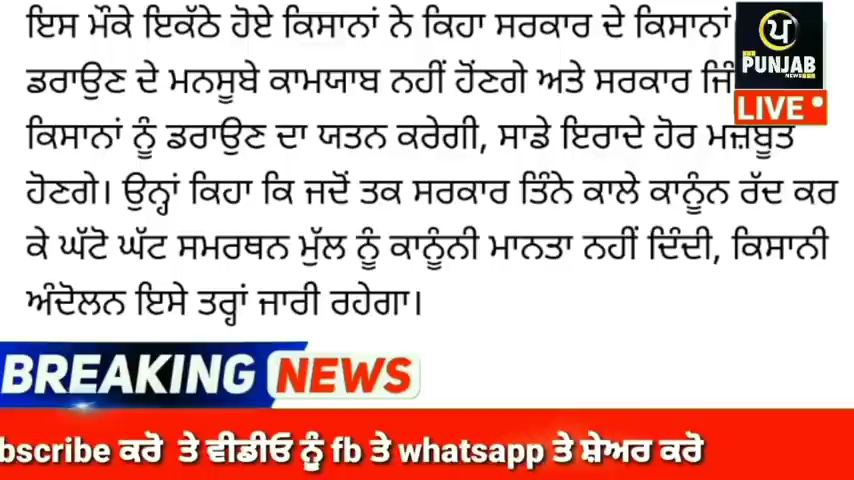 ਇਸ ਮੌਕੇ ਇਕੱਠੇ ਹੋਏ ਕਿਸਾਨਾਂ ਨੇ ਕਿਹਾ ਸਰਕਾਰ ਦੇ ਕਿਸਾਨਾਂ
ਡਰਾਉਣ ਦੇ ਮਨਸੂਬੇ ਕਾਮਯਾਬ ਨਹੀਂ ਹੋਂਣਗੇ ਅਤੇ ਸਰਕਾਰ
ਕਿਸਾਨਾਂ ਨੂੰ ਡਰਾਉਣ ਦਾ ਯਤਨ ਕਰੇਗੀ, ਸਾਡੇ ਇਰਾਦੇ ਹੋਰ ਮਜ਼ਬੂਤ
ਹੋਣਗੇ। ਉਨ੍ਹਾਂ ਕਿਹਾ ਕਿ ਜਦੋਂ ਤਕ ਸਰਕਾਰ ਤਿੰਨੇ ਕਾਲੇ ਕਾਨੂੰਨ ਰੱਦ ਕਰ
ਕੇ ਘੱਟੋ ਘੱਟ ਸਮਰਥਨ ਮੁੱਲ ਨੂੰ ਕਾਨੂੰਨੀ ਮਾਨਤਾ ਨਹੀਂ ਦਿੰਦੀ, ਕਿਸਾਨੀ
ਅੰਦੋਲਨ ਇਸੇ ਤਰ੍ਹਾਂ ਜਾਰੀ ਰਹੇਗਾ।
ਪ
PUNJAB
NEWS
LIVE
BREAKING NEWS
bscribe ਕਰੋ ਤੇ ਵੀਡੀਓ ਨੂੰ fb ਤੇ whatsapp ਤੇ ਸ਼ੇਅਰ ਕਰੋ